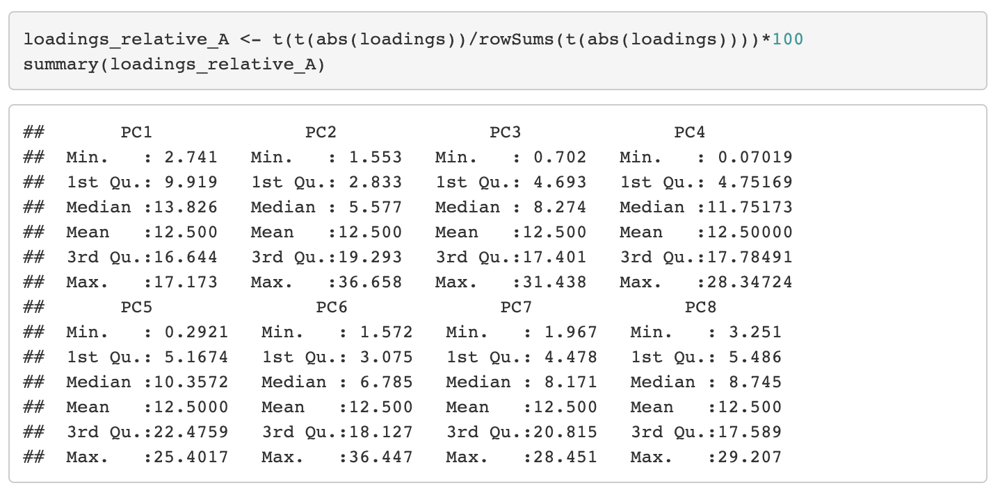 loadings_relative_A <- t(t(abs(loadings))/rowSums(t(abs(loadings))))*100
summary(loadings_relative_A)
##       PC1              PC2              PC3              PC4
##  Min.   : 2.741   Min.   : 1.553   Min.   : 0.702   Min.   : 0.07019
##  1st Qu.: 9.919   1st Qu.: 2.833   1st Qu.: 4.693   1st Qu.: 4.75169
##  Median :13.826   Median : 5.577   Median : 8.274   Median :11.75173
##  Mean   :12.500   Mean   :12.500   Mean   :12.500   Mean   :12.50000
##  3rd Qu.:16.644   3rd Qu.:19.293   3rd Qu.:17.401   3rd Qu.:17.78491
##  Max.   :17.173   Max.   :36.658   Max.   :31.438   Max.   :28.34724
##       PC5               PC6              PC7              PC8
##  Min.   : 0.2921   Min.   : 1.572   Min.   : 1.967   Min.   : 3.251
##  1st Qu.: 5.1674   1st Qu.: 3.075   1st Qu.: 4.478   1st Qu.: 5.486
##  Median :10.3572   Median : 6.785   Median : 8.171   Median : 8.745
##  Mean   :12.5000   Mean   :12.500   Mean   :12.500   Mean   :12.500
##  3rd Qu.:22.4759   3rd Qu.:18.127   3rd Qu.:20.815   3rd Qu.:17.589
##  Max.   :25.4017   Max.   :36.447   Max.   :28.451   Max.   :29.207